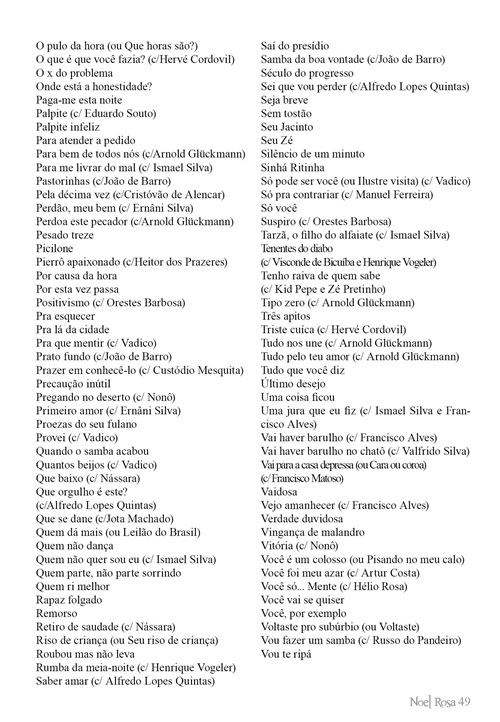 O pulo da hora (ou Que horas são?)
O que é que você fazia? (c/Hervé Cordovil)
O x do problema
Onde está a honestidade?
Paga-me esta noite
Palpite (c/ Eduardo Souto)
Palpite infeliz
Para atender a pedido
Para bem de todos nós (c/Arnold Glückmann)
Para me livrar do mal (c/ Ismael Silva)
Pastorinhas (c/João de Barro)
Pela décima vez (c/Cristóvão de Alencar)
Perdão, meu bem (c/ Ernâni Silva)
Perdoa este pecador (c/Arnold Glückmann)
Pesado treze
Picilone
Pierrô apaixonado (c/Heitor dos Prazeres)
Por causa da hora
Por esta vez passa
Positivismo (c/ Orestes Barbosa)
Pra esquecer
Pra lá da cidade
Pra que mentir (c/ Vadico)
Prato fundo (c/João de Barro)
Prazer em conhecê-lo (c/ Custódio Mesquita)
Precaução inútil
Pregando no deserto (c/ Nonô)
Primeiro amor (c/ Ernâni Silva)
Proezas do seu fulano
Provei (c/ Vadico)
Quando o samba acabou
Quantos beijos (c/ Vadico)
Que baixo (c/ Nássara)
Que orgulho é este?
(c/Alfredo Lopes Quintas)
Que se dane (c/Jota Machado)
Quem dá mais (ou Leilão do Brasil)
Quem não dança
Quem não quer sou eu (c/ Ismael Silva)
Quem parte, não parte sorrindo
Quem ri melhor
Rapaz folgado
Remorso
Retiro de saudade (c/ Nássara)
Riso de criança (ou Seu riso de criança)
Roubou mas não leva
Rumba da meia-noite (c/ Henrique Vogeler)
Saber amar (c/ Alfredo Lopes Quintas)
Saí do presídio
Samba da boa vontade (c/João de Barro)
Século do progresso
Sei que vou perder (c/Alfredo Lopes Quintas)
Seja breve
Sem tostão
Seu Jacinto
Seu Zé
Silêncio de um minuto
Sinhá Ritinha
Só pode ser você (ou Ilustre visita) (c/ Vadico)
Só pra contrariar (c/ Manuel Ferreira)
Só você
Suspiro (c/ Orestes Barbosa)
Tarzã, o filho do alfaiate (c/ Ismael Silva)
Tenentes do diabo
(c/ Visconde de Bicuíba e Henrique Vogeler)
Tenho raiva de quem sabe
(c/ Kid Pepe e Zé Pretinho)
Tipo zero (c/ Arnold Glückmann)
Três apitos
Triste cuíca (c/ Hervé Cordovil)
Tudo nos une (c/ Arnold Glückmann)
Tudo pelo teu amor (c/ Arnold Glückmann)
Tudo que você diz
Último desejo
Uma coisa ficou
Uma jura que eu fiz (c/ Ismael Silva e Fran-
cisco Alves)
Vai haver barulho (c/ Francisco Alves)
Vai haver barulho no chatô (c/ Valfrido Silva)
Vai para a casa depressa (ou Cara ou coroa)
(c/ Francisco Matoso)
Vaidosa
Vejo amanhecer (c/ Francisco Alves)
Verdade duvidosa
Vingança de malandro
Vitória (c/ Nonô)
Você é um colosso (ou Pisando no meu calo)
Você foi meu azar (c/ Artur Costa)
Você só... Mente (c/ Hélio Rosa)
Você vai se quiser
Você, por exemplo
Voltaste pro subúrbio (ou Voltaste)
Vou fazer um samba (c/ Russo do Pandeiro)
Vou te ripá
Noel Rosa 49